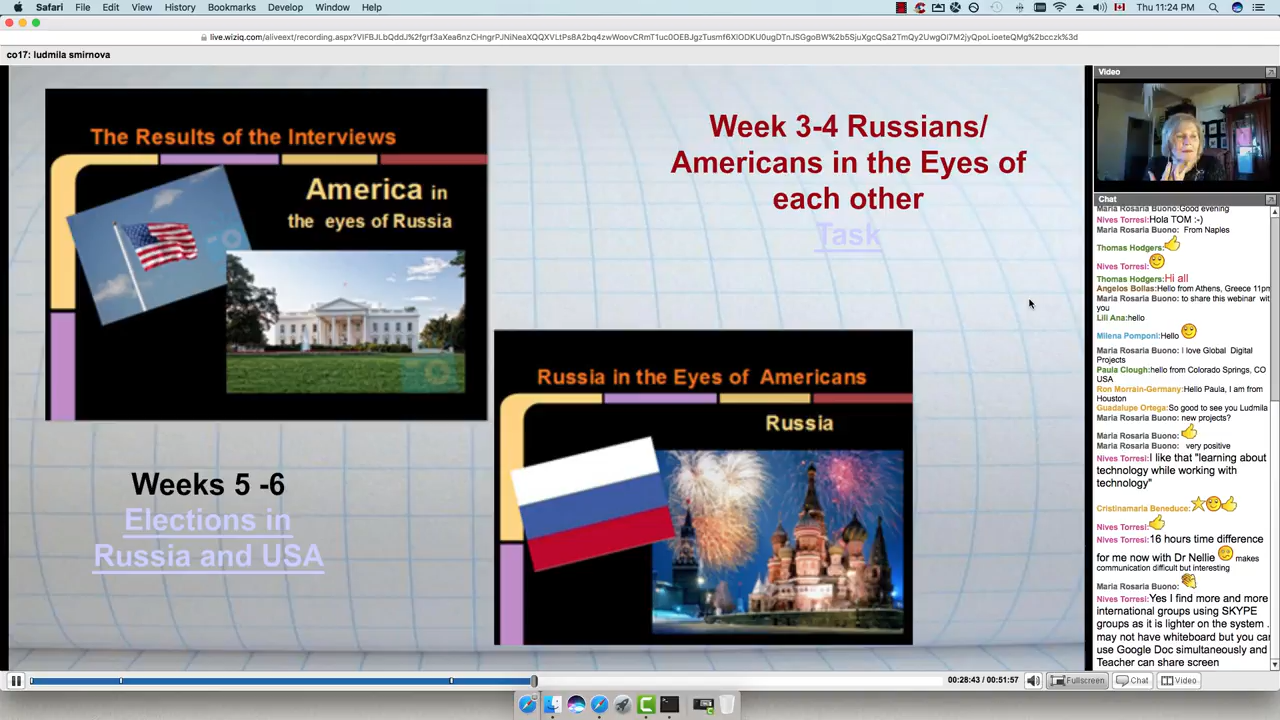 Safari File Edit View History Bookmarks Develop Window Help Thu 11:24 PM
co17: ludmila smirnova
The Results of the Interviews
America in
the eyes of Russia
Week 3-4 Russians/
Americans in the Eyes of
each other
Task
Russia in the Eyes of Americans
Russia
Weeks 5 -6
Elections in
Russia and USA
Video
Chat
Maria Rosaria Buono:Good evening
Nives Torresi:Hola TOM :-)
Maria Rosaria Buono: From Naples
Thomas Hodgers:
Nives Torresi:
Thomas Hodgers:Hi all
Angelos Bollas:Hello from Athens, Greece 11pm
Maria Rosaria Buono: to share this webinar wit
you
Lili Ana:hello
Milena Pomponi:Hello
Maria Rosaria Buono: I love Global Digital
Projects
Paula Clough:hello from Colorado Springs, CO
USA
Ron Morrain-Germany:Hello Paula, I am from
Houston
Guadalupe Ortega:So good to see you Ludmila
Maria Rosaria Buono: new projects?
Maria Rosaria Buono:
Maria Rosaria Buono: very positive
Nives Torresi:I like that "learning about
technology while working with
technology"
Cristinamaria Beneduce:
Nives Torresi:
Nives Torresi:16 hours time difference
for me now with Dr Nellie makes
communication difficult but interesting
Maria Rosaria Buono:
Nives Torresi:Yes I find more and more
international groups using SKYPE
groups as it is lighter on the system .
may not have whiteboard but you can
use Google Doc simultaneously and
Teacher can share screen
00:28:43 / 00:51:57 Fullscreen Chat Video